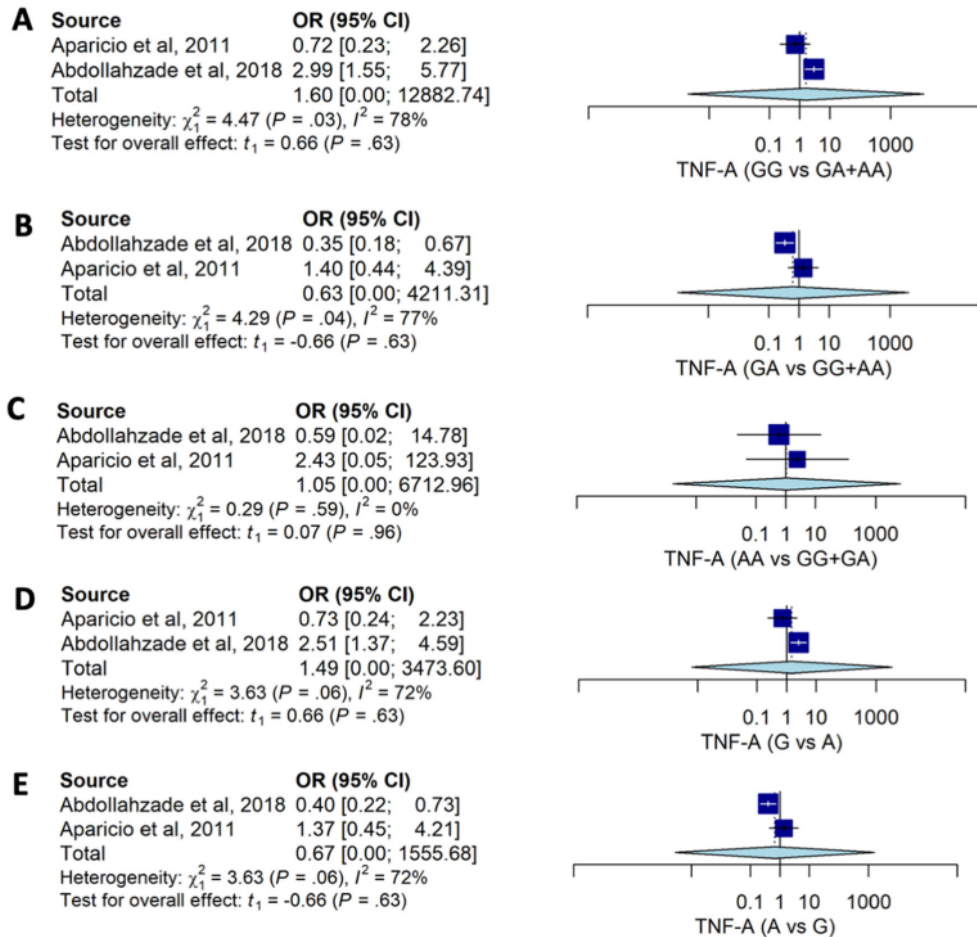 A
Source OR (95% CI)
Aparicio et al, 2011 0.72 [0.23; 2.26]
Abdollahzade et al, 2018 2.99 [1.55; 5.77]
Total 1.60 [0.00; 12882.74]
Heterogeneity: χ²₁ = 4.47 (P = .03), I² = 78%
Test for overall effect: t₁ = 0.66 (P = .63)
0.1 1 10 1000
TNF-A (GG vs GA+AA)
B
Source OR (95% CI)
Abdollahzade et al, 2018 0.35 [0.18; 0.67]
Aparicio et al, 2011 1.40 [0.44; 4.39]
Total 0.63 [0.00; 4211.31]
Heterogeneity: χ²₁ = 4.29 (P = .04), I² = 77%
Test for overall effect: t₁ = -0.66 (P = .63)
0.1 1 10 1000
TNF-A (GA vs GG+AA)
C
Source OR (95% CI)
Abdollahzade et al, 2018 0.59 [0.02; 14.78]
Aparicio et al, 2011 2.43 [0.05; 123.93]
Total 1.05 [0.00; 6712.96]
Heterogeneity: χ²₁ = 0.29 (P = .59), I² = 0%
Test for overall effect: t₁ = 0.07 (P = .96)
0.1 1 10 1000
TNF-A (AA vs GG+GA)
D
Source OR (95% CI)
Aparicio et al, 2011 0.73 [0.24; 2.23]
Abdollahzade et al, 2018 2.51 [1.37; 4.59]
Total 1.49 [0.00; 3473.60]
Heterogeneity: χ²₁ = 3.63 (P = .06), I² = 72%
Test for overall effect: t₁ = 0.66 (P = .63)
0.1 1 10 1000
TNF-A (G vs A)
E
Source OR (95% CI)
Abdollahzade et al, 2018 0.40 [0.22; 0.73]
Aparicio et al, 2011 1.37 [0.45; 4.21]
Total 0.67 [0.00; 1555.68]
Heterogeneity: χ²₁ = 3.63 (P = .06), I² = 72%
Test for overall effect: t₁ = -0.66 (P = .63)
0.1 1 10 1000
TNF-A (A vs G)